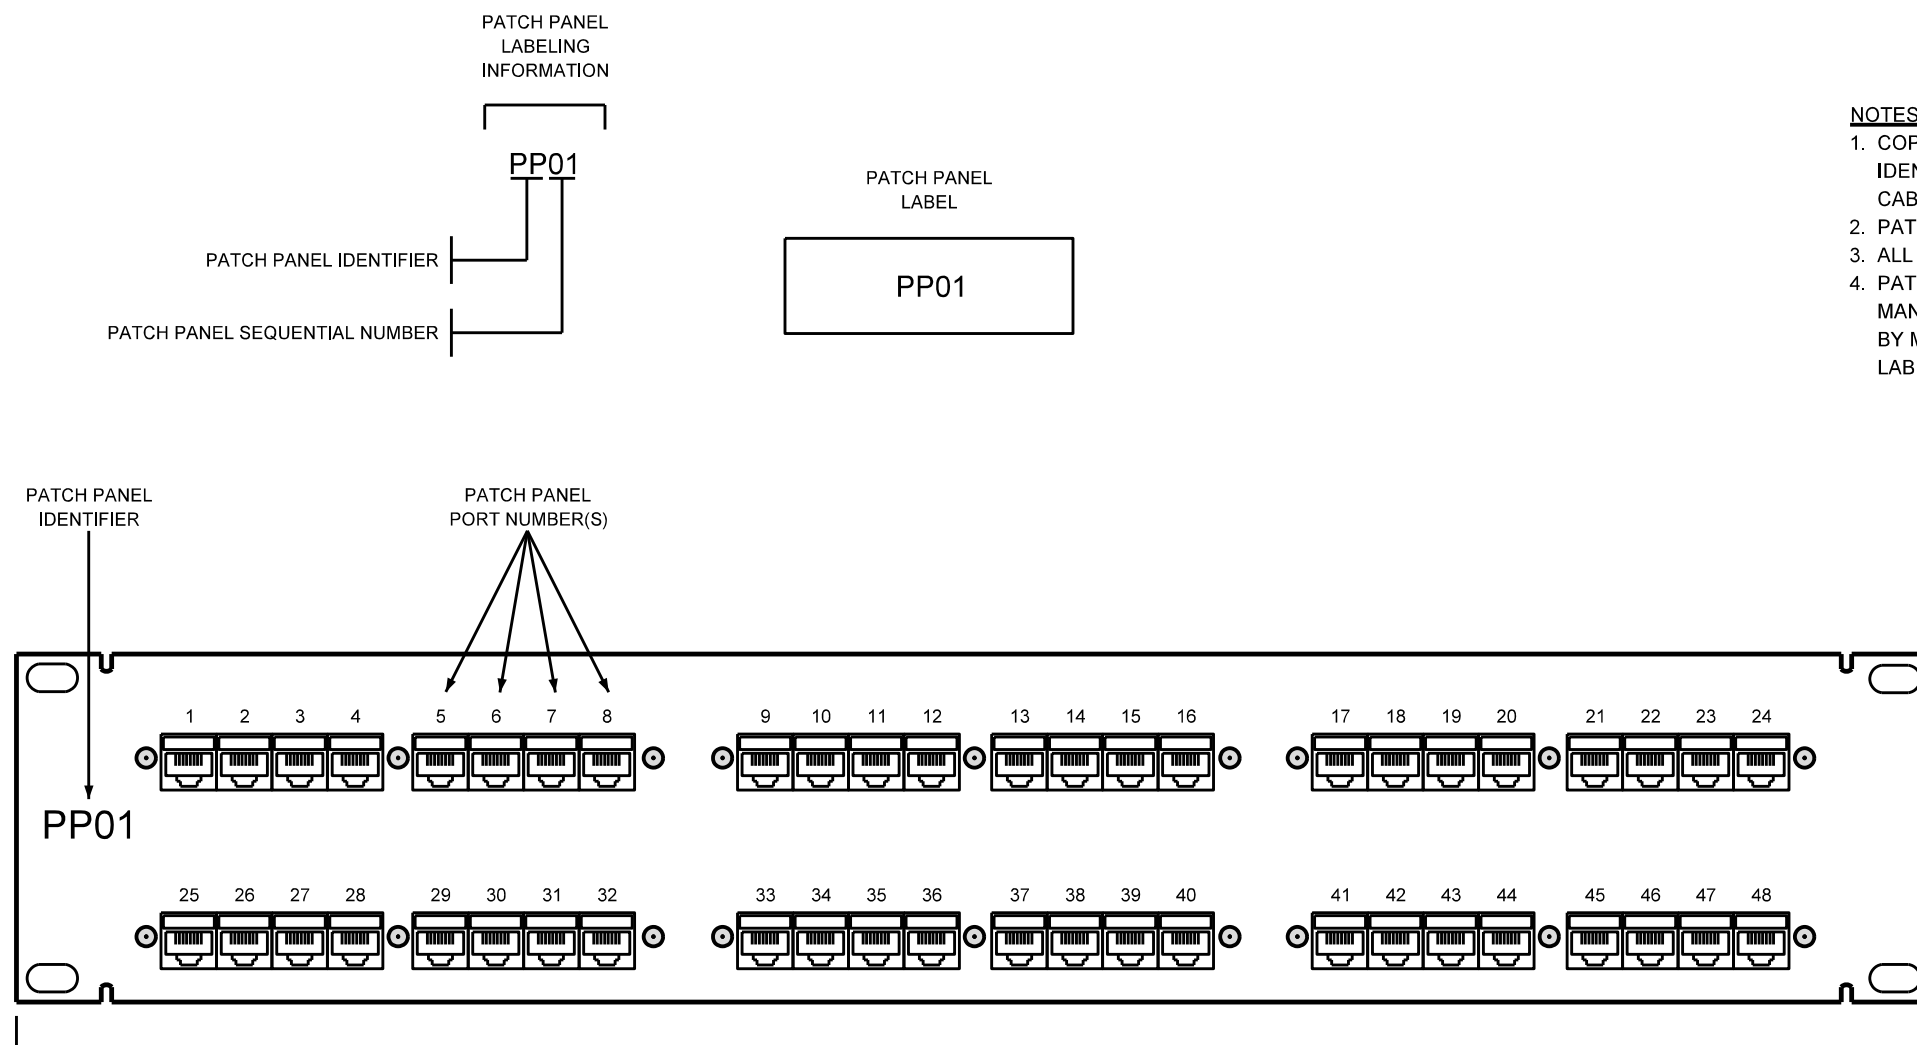 PATCH PANEL
LABELING
INFORMATION
PP01
PATCH PANEL IDENTIFIER
PATCH PANEL SEQUENTIAL NUMBER
PATCH PANEL
LABEL
PP01
NOTES
1.
2.
3. ALL
4.
BY
PATCH PANEL
IDENTIFIER
PATCH PANEL
PORT NUMBER(S)
1 2 3 4 5 6 7 8 9 10 11 12 13 14 15 16 17 18 19 20 21 22 23 24
PP01
25 26 27 28 29 30 31 32 33 34 35 36 37 38 39 40 41 42 43 44 45 46 47 48